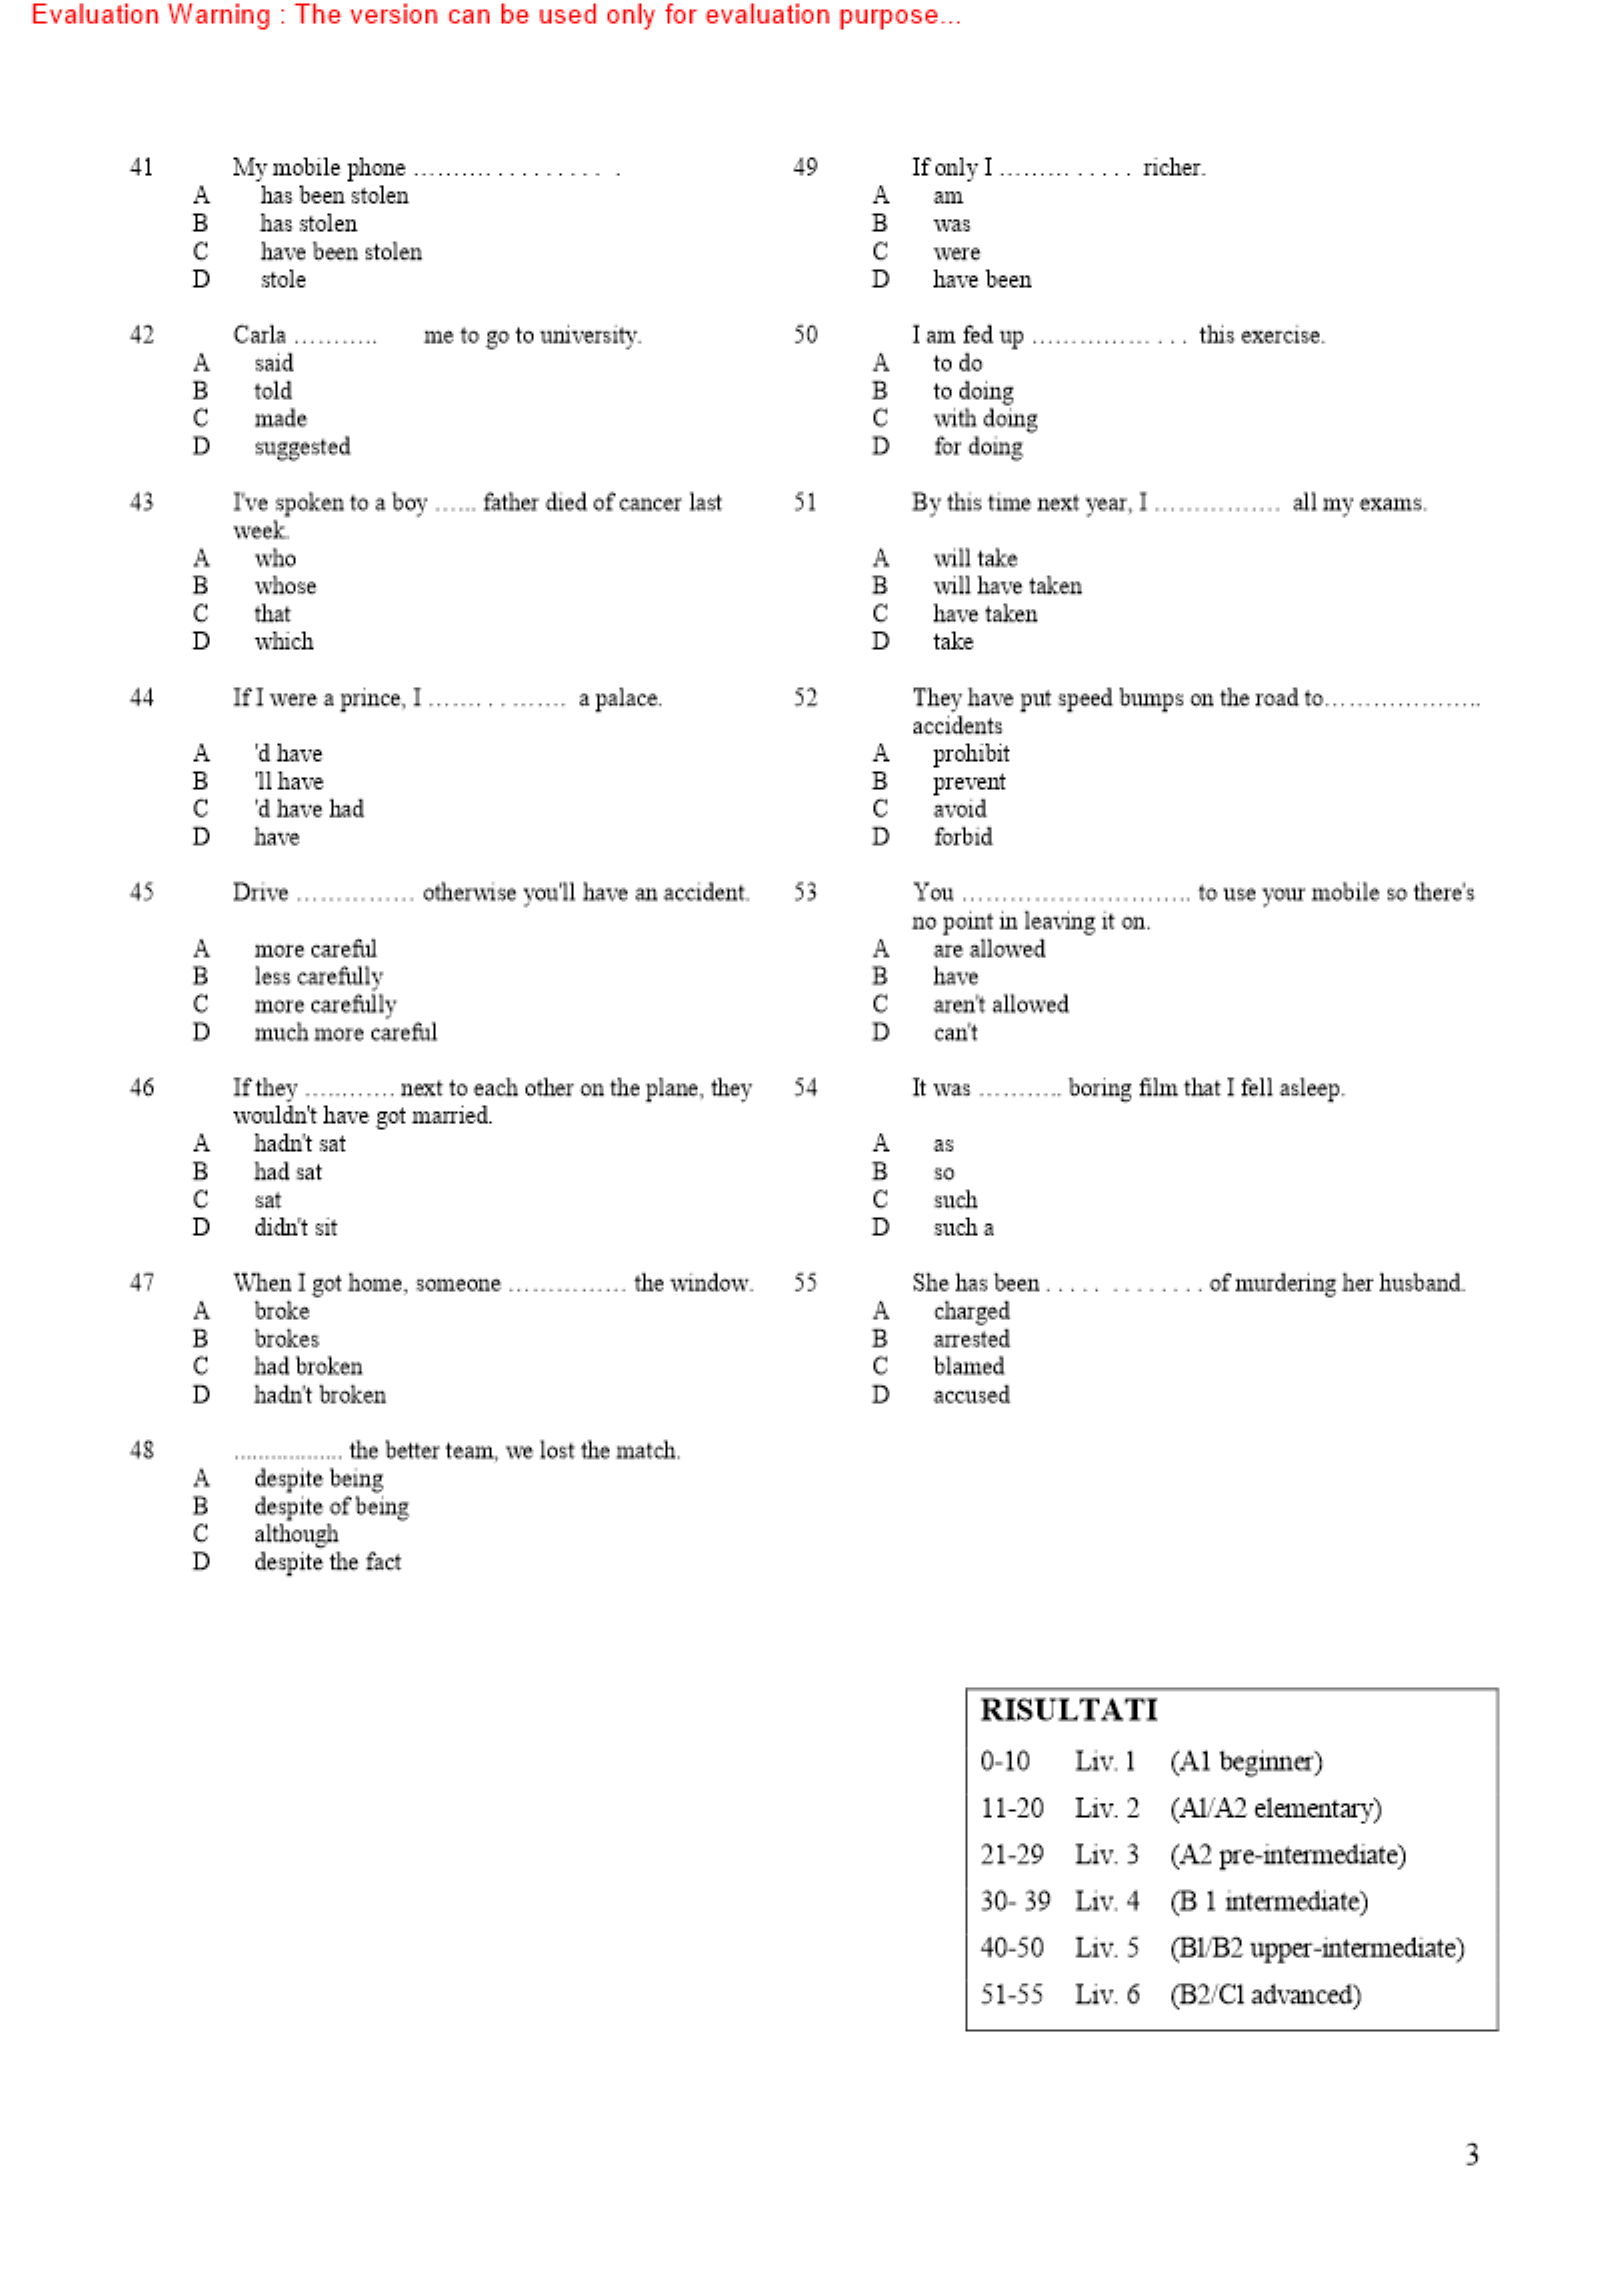 Evaluation Warning : The version can be used only for evaluation purpose...
41 My mobile phone .................... .
A has been stolen
B has stolen
C have been stolen
D stole
42 Carla ........... me to go to university.
A said
B told
C made
D suggested
43 I've spoken to a boy ...... father died of cancer last
week.
A who
B whose
C that
D which
44 If I were a prince, I ....... . . ....... a palace.
A 'd have
B 'll have
C 'd have had
D have
45 Drive ............... otherwise you'll have an accident.
A more careful
B less carefully
C more carefully
D much more careful
46 If they ............ next to each other on the plane, they
wouldn't have got married.
A hadn't sat
B had sat
C sat
D didn't sit
47 When I got home, someone ............... the window.
A broke
B brokes
C had broken
D hadn't broken
48 .................. the better team, we lost the match.
A despite being
B despite of being
C although
D despite the fact
49 If only I ......... . . . . . richer.
A am
B was
C were
D have been
50 I am fed up ............... . . . this exercise.
A to do
B to doing
C with doing
D for doing
51 By this time next year, I ................ all my exams.
A will take
B will have taken
C have taken
D take
52 They have put speed bumps on the road to....................
accidents
A prohibit
B prevent
C avoid
D forbid
53 You ............................. to use your mobile so there's
no point in leaving it on.
A are allowed
B have
C aren't allowed
D can't
54 It was ........... boring film that I fell asleep.
A as
B so
C such
D such a
55 She has been . . . . . . . . . . . . . of murdering her husband.
A charged
B arrested
C blamed
D accused
RISULTATI
0-10 Liv. 1 (A1 beginner)
11-20 Liv. 2 (A1/A2 elementary)
21-29 Liv. 3 (A2 pre-intermediate)
30- 39 Liv. 4 (B 1 intermediate)
40-50 Liv. 5 (B1/B2 upper-intermediate)
51-55 Liv. 6 (B2/C1 advanced)
3